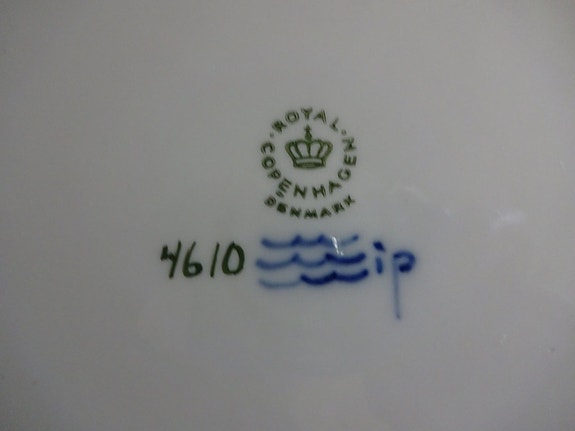 ROYAL
COPENHAGEN
DENMARK
4610 ip